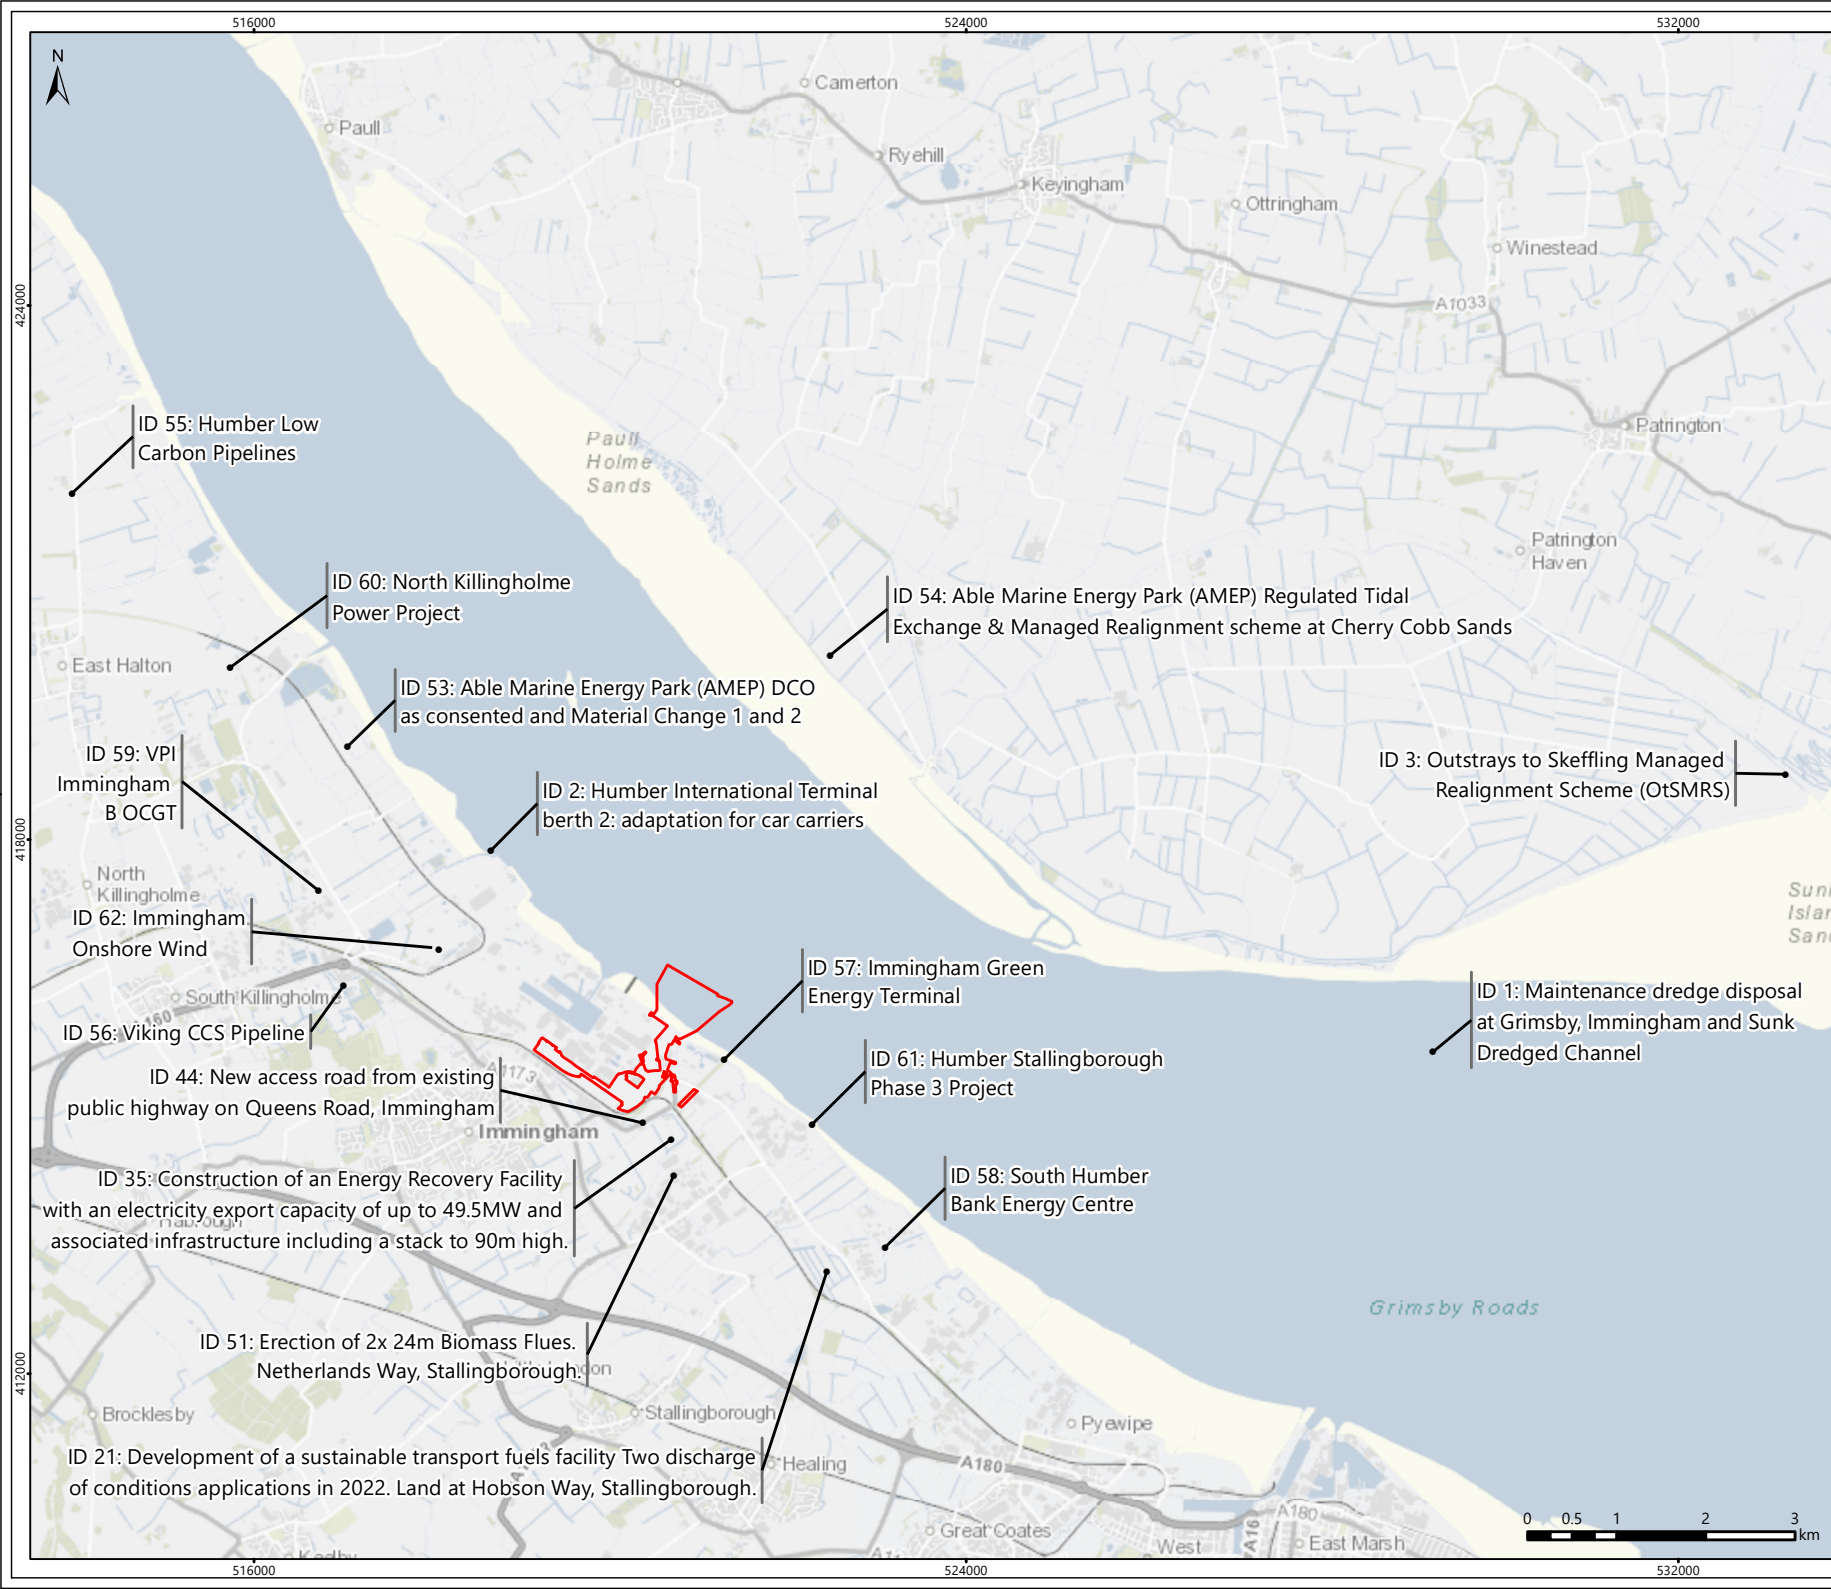 516000
524000
532000
N
Camerton
Paull
Ryehill
Keyingham
Ottringham
Winestead
424000
A1033
ID 55: Humber Low
Carbon Pipelines
Paull
Holme
Sands
Patrington
Patrington
Haven
ID 60: North Killingholme
Power Project
ID 54: Able Marine Energy Park (AMEP) Regulated Tidal
Exchange & Managed Realignment scheme at Cherry Cobb Sands
East Halton
ID 53: Able Marine Energy Park (AMEP) DCO
as consented and Material Change 1 and 2
ID 59: VPI
Immingham
B OCGT
ID 3: Outstrays to Skeffling Managed
Realignment Scheme (OtSMRS)
ID 2: Humber International Terminal
berth 2: adaptation for car carriers
418000
North
Killingholme
ID 62: Immingham
Onshore Wind
ID 57: Immingham Green
Energy Terminal
South Killingholme
A160
ID 56: Viking CCS Pipeline
ID 1: Maintenance dredge disposal
at Grimsby, Immingham and Sunk
Dredged Channel
ID 61: Humber Stallingborough
Phase 3 Project
A1173
ID 44: New access road from existing
public highway on Queens Road, Immingham
Immingham
ID 35: Construction of an Energy Recovery Facility
with an electricity export capacity of up to 49.5MW and
associated infrastructure including a stack to 90m high.
Habrough
ID 58: South Humber
Bank Energy Centre
Grimsby Roads
ID 51: Erection of 2x 24m Biomass Flues.
Netherlands Way, Stallingborough.
412000
Brocklesby
Stallingborough
Pyewipe
ID 21: Development of a sustainable transport fuels facility Two discharge
of conditions applications in 2022. Land at Hobson Way, Stallingborough.
Healing
A180
Great Coates
A180
A16
West
East Marsh
0 0.5 1 2 3
km
516000
524000
532000